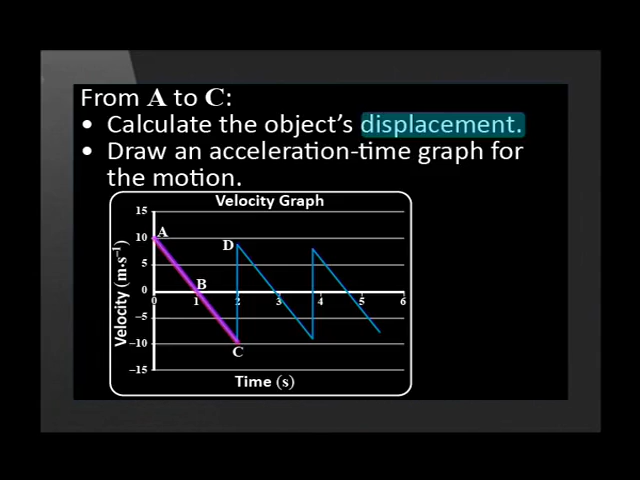 From A to C:
• Calculate the object's displacement.
• Draw an acceleration-time graph for
the motion.
Velocity Graph
15
10
5
0
−5
−10
−15
Velocity (m·s⁻¹)
A
B
C
D
0 1 2 3 4 5 6
Time (s)